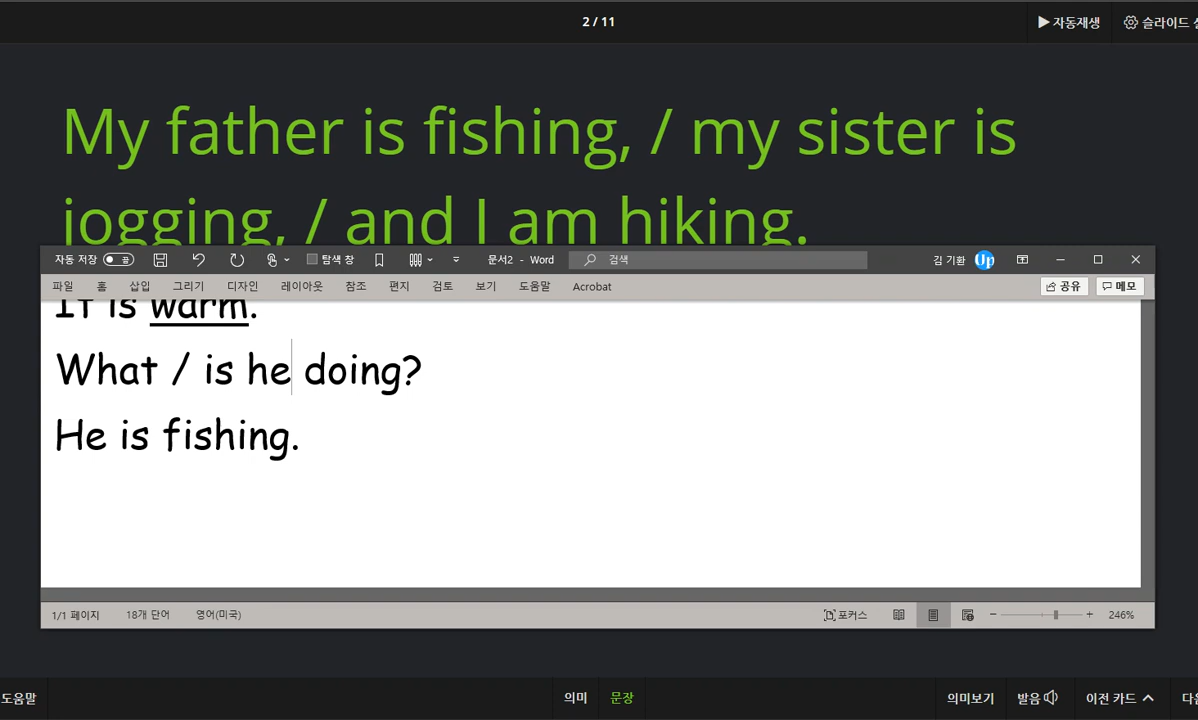 2 / 11
▶ 자동재생
슬라이드
My father is fishing, / my sister is
jogging, / and I am hiking.
자동 저장
끔
탐색 창
문서2 - Word
검색
김 기환
Up
파일 홈 삽입 그리기 디자인 레이아웃 참조 편지 검토 보기 도움말 Acrobat
공유
메모
It is warm.
What / is he doing?
He is fishing.
1/1 페이지
18개 단어
영어(미국)
포커스
246%
도움말
의미
문장
의미보기
발음
이전 카드